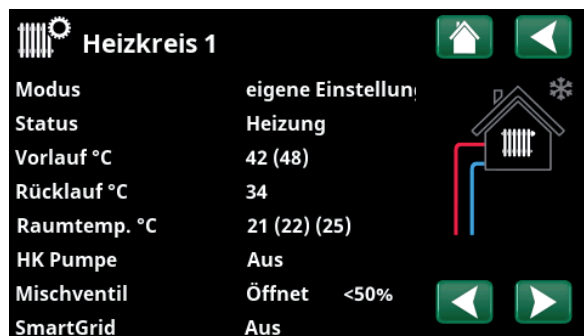 Heizkreis 1
Modus eigene Einstellung
Status Heizung
Vorlauf °C 42 (48)
Rücklauf °C 34
Raumtemp. °C 21 (22) (25)
HK Pumpe Aus
Mischventil Öffnet <50%
SmartGrid Aus